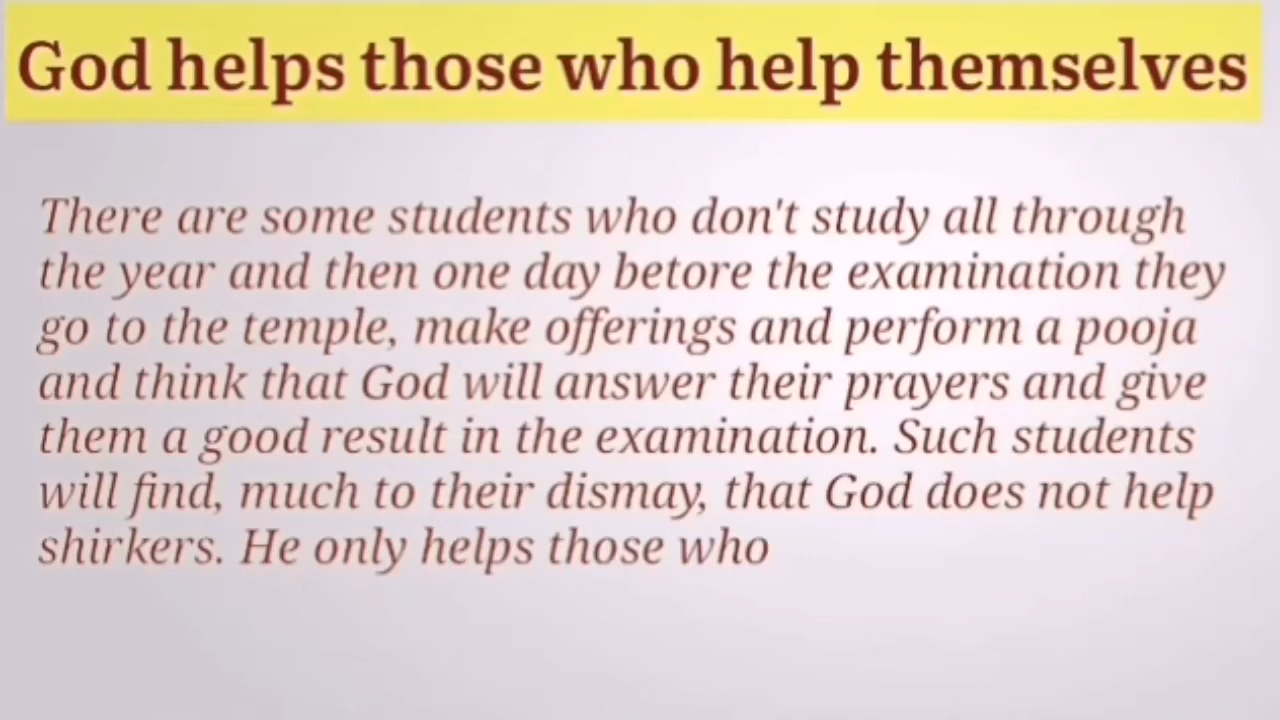 God helps those who help themselves
There are some students who don't study all through
the year and then one day betore the examination they
go to the temple, make offerings and perform a pooja
and think that God will answer their prayers and give
them a good result in the examination. Such students
will find, much to their dismay, that God does not help
shirkers. He only helps those who